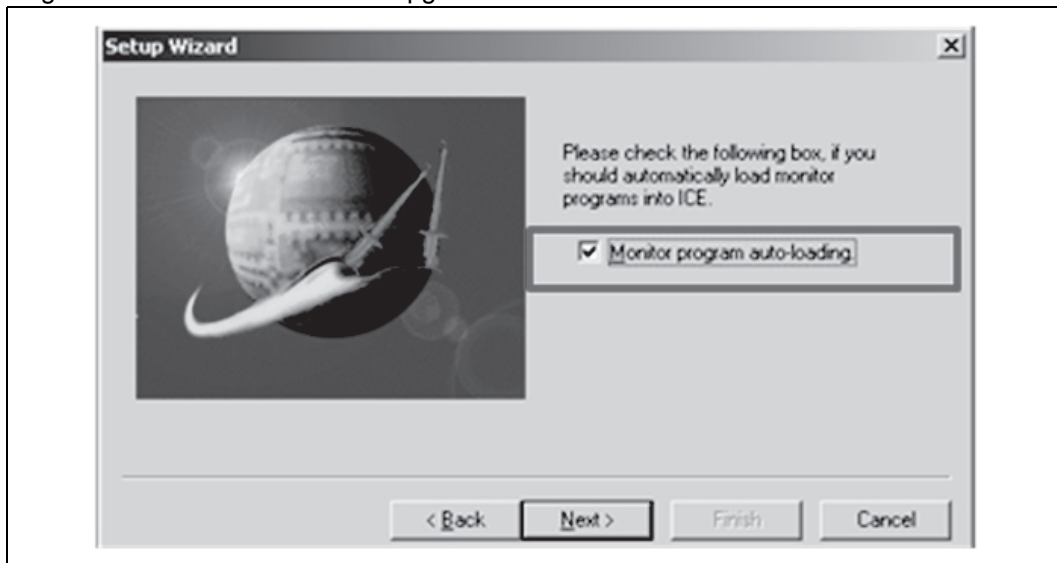 Setup Wizard
Please check the following box, if you
should automatically load monitor
programs into ICE.
Monitor program auto-loading.
< Back
Next >
Finish
Cancel